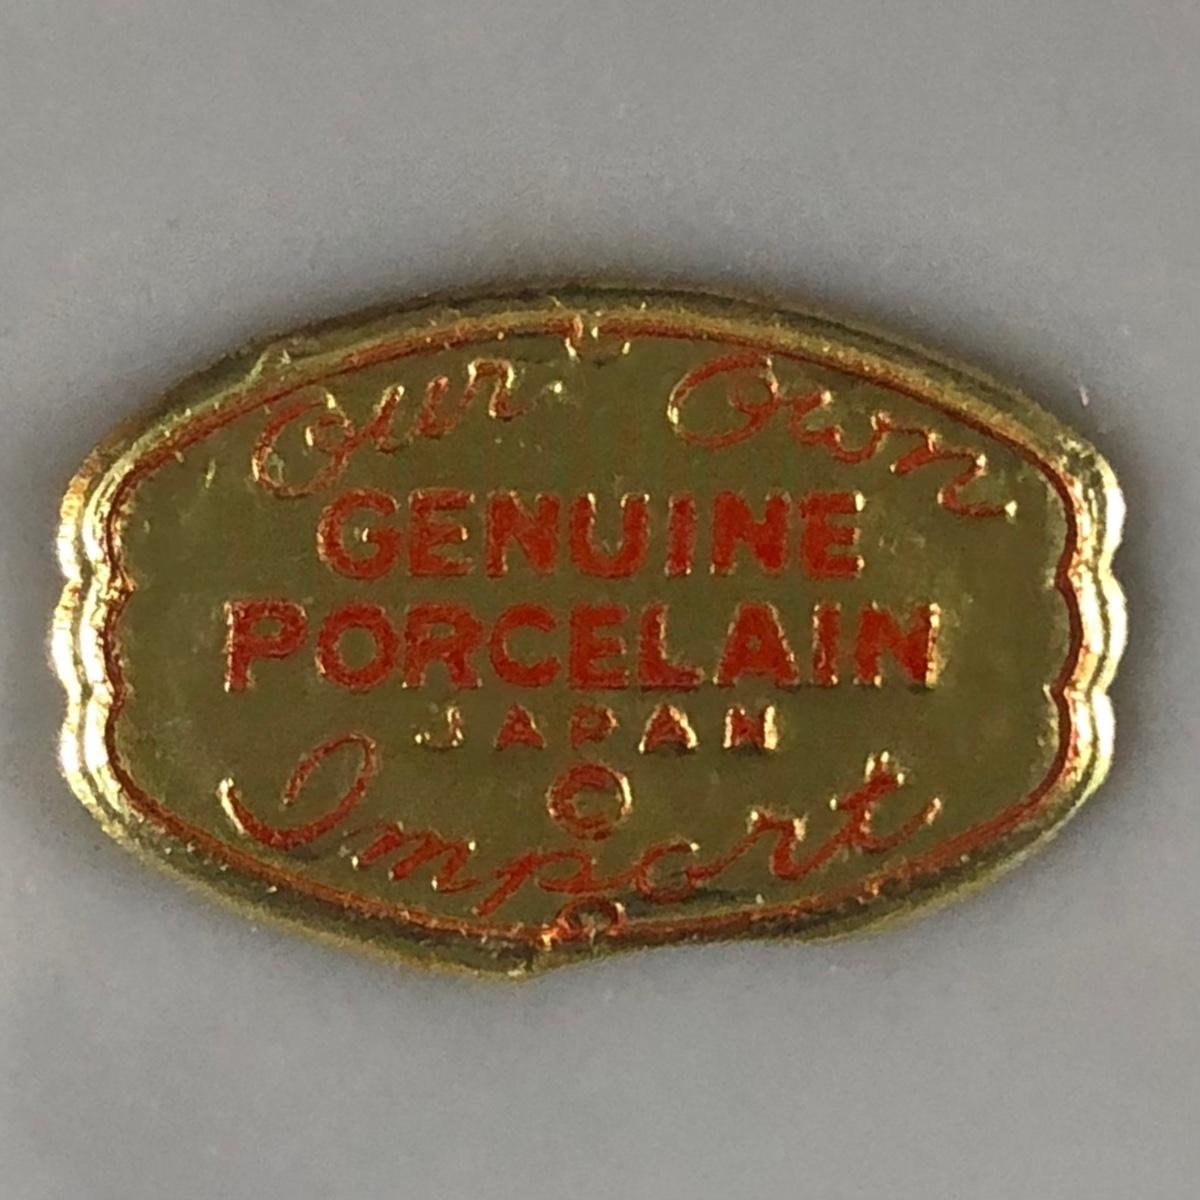 Our Own
GENUINE
PORCELAIN
JAPAN
©
Import